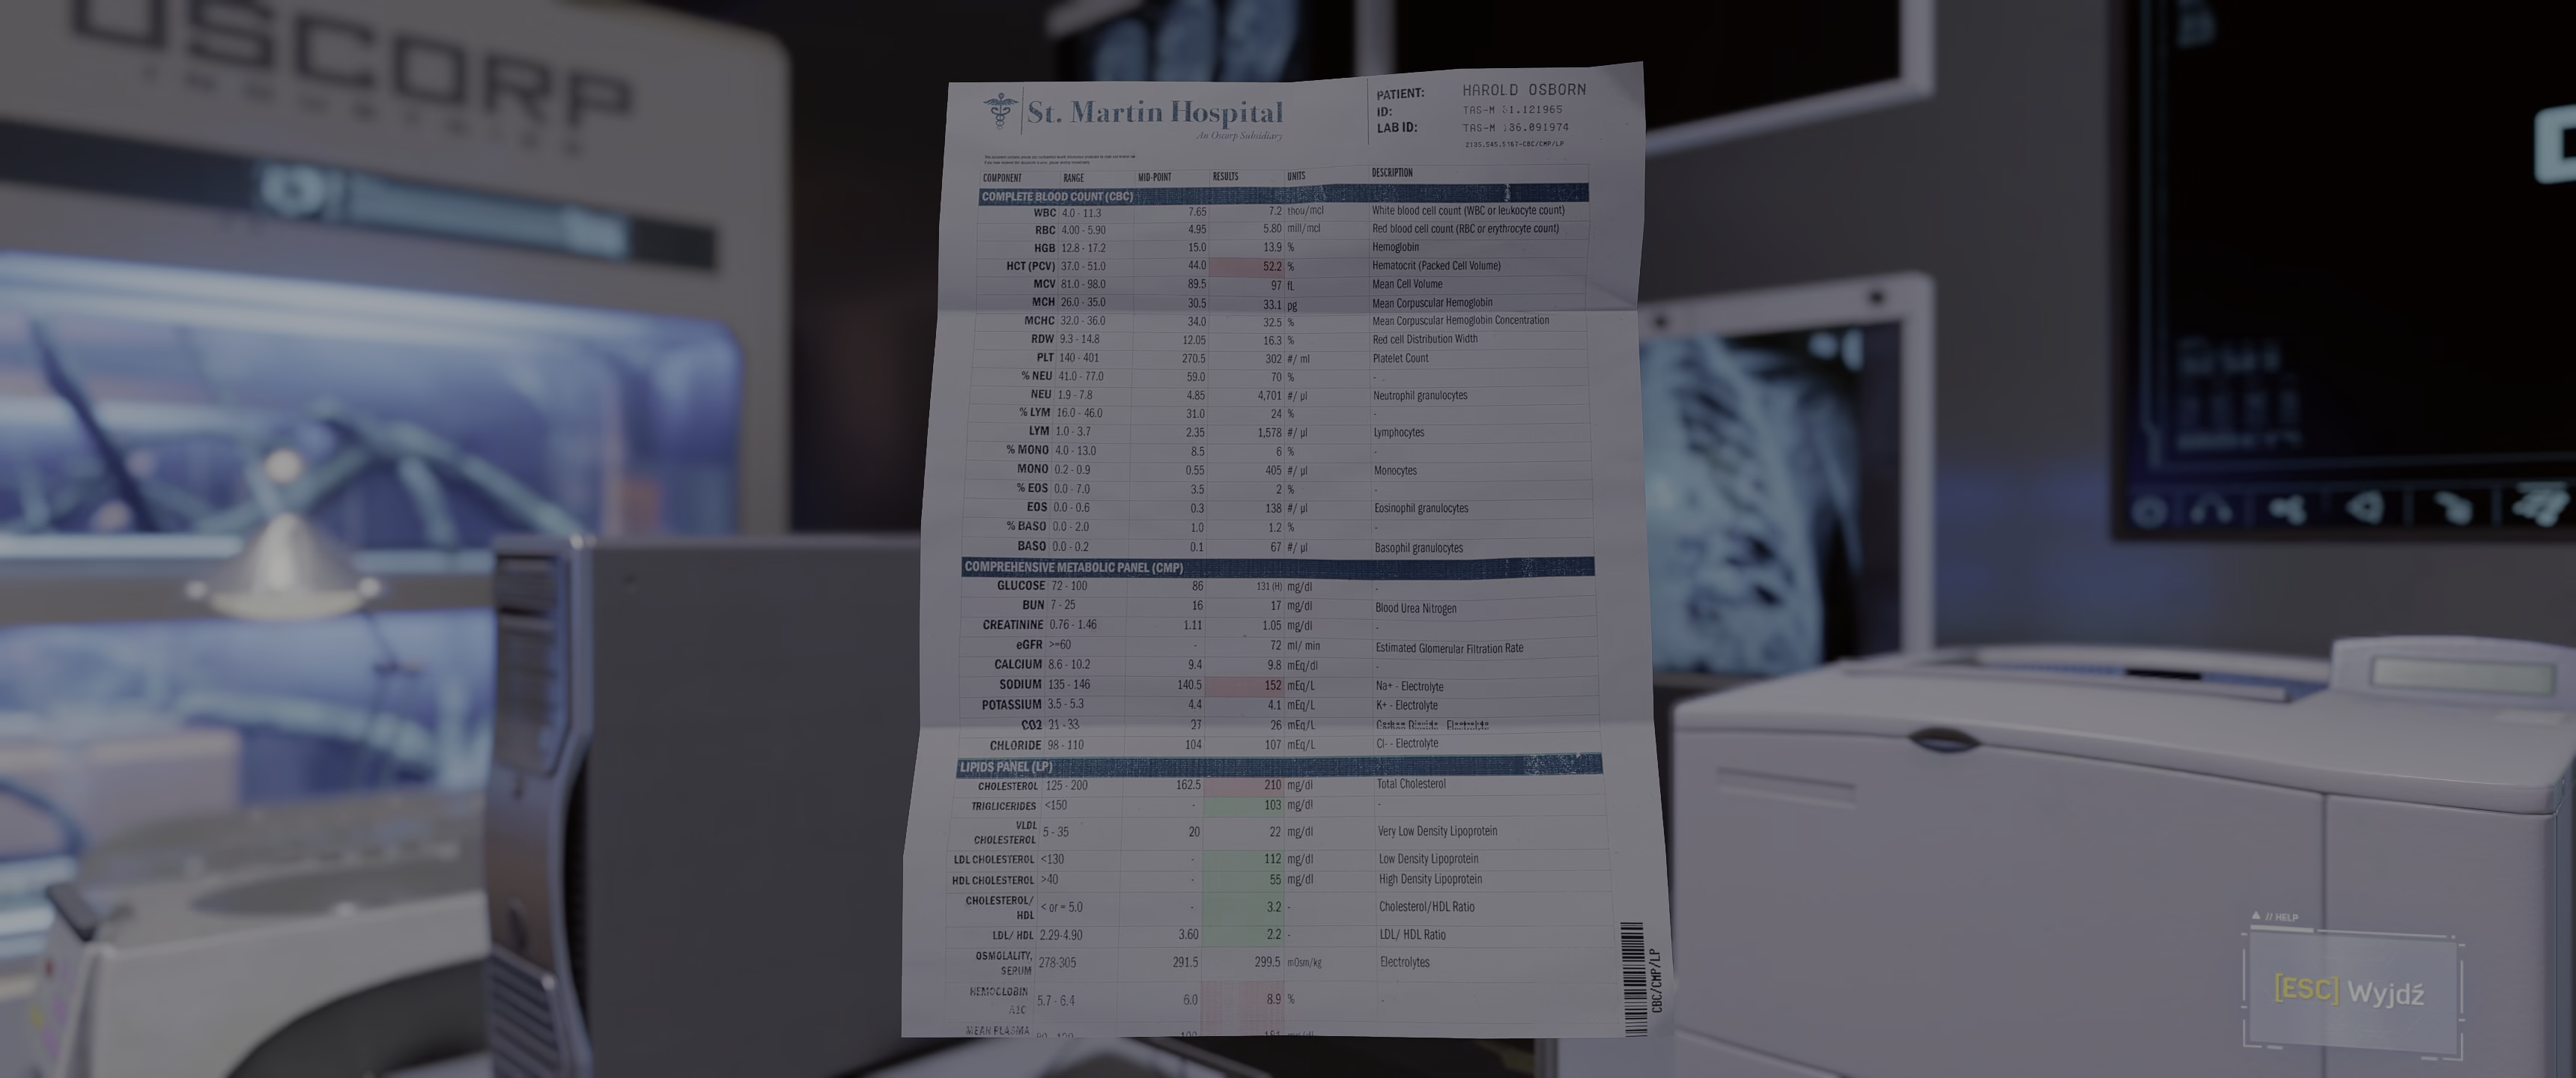 OSCORP
INDUSTRIES
St. Martin Hospital
An Oscorp Subsidiary
PATIENT: HAROLD OSBORN
ID: TAS-M 121965
LAB ID: TAS-M 136.091974
2135.545.5167-CBC/CMP/LP
COMPONENT RANGE MID-POINT RESULTS UNITS DESCRIPTION
COMPLETE BLOOD COUNT (CBC)
WBC 4.0 - 11.3 7.65 7.2 thou/mcl White blood cell count (WBC or leukocyte count)
RBC 4.00 - 5.90 4.95 5.80 mill/mcl Red blood cell count (RBC or erythrocyte count)
HGB 12.8 - 17.2 15.0 13.9 % Hemoglobin
HCT (PCV) 37.0 - 51.0 44.0 52.2 % Hematocrit (Packed Cell Volume)
MCV 81.0 - 98.0 89.5 97 fL Mean Cell Volume
MCH 26.0 - 35.0 30.5 33.1 pg Mean Corpuscular Hemoglobin
MCHC 32.0 - 36.0 34.0 32.5 % Mean Corpuscular Hemoglobin Concentration
RDW 9.3 - 14.8 12.05 16.3 % Red cell Distribution Width
PLT 140 - 401 270.5 302 #/ ml Platelet Count
% NEU 41.0 - 77.0 59.0 70 % -
NEU 1.9 - 7.8 4.85 4,701 #/ µl Neutrophil granulocytes
% LYM 16.0 - 46.0 31.0 24 % -
LYM 1.0 - 3.7 2.35 1,578 #/ µl Lymphocytes
% MONO 4.0 - 13.0 8.5 6 % -
MONO 0.2 - 0.9 0.55 405 #/ µl Monocytes
% EOS 0.0 - 7.0 3.5 2 % -
EOS 0.0 - 0.6 0.3 138 #/ µl Eosinophil granulocytes
% BASO 0.0 - 2.0 1.0 1.2 % -
BASO 0.0 - 0.2 0.1 67 #/ µl Basophil granulocytes
COMPREHENSIVE METABOLIC PANEL (CMP)
GLUCOSE 72 - 100 86 131 (H) mg/dl -
BUN 7 - 25 16 17 mg/dl Blood Urea Nitrogen
CREATININE 0.76 - 1.46 1.11 1.05 mg/dl -
eGFR >=60 - 72 ml/ min Estimated Glomerular Filtration Rate
CALCIUM 8.6 - 10.2 9.4 9.8 mEq/dl -
SODIUM 135 - 146 140.5 152 mEq/L Na+ - Electrolyte
POTASSIUM 3.5 - 5.3 4.4 4.1 mEq/L K+ - Electrolyte
CO2 21 - 33 27 26 mEq/L Carbon Dioxide - Electrolyte
CHLORIDE 98 - 110 104 107 mEq/L Cl- - Electrolyte
LIPIDS PANEL (LP)
CHOLESTEROL 125 - 200 162.5 210 mg/dl Total Cholesterol
TRIGLICERIDES <150 - 103 mg/dl -
VLDL
CHOLESTEROL 5 - 35 20 22 mg/dl Very Low Density Lipoprotein
LDL CHOLESTEROL <130 - 112 mg/dl Low Density Lipoprotein
HDL CHOLESTEROL >40 - 55 mg/dl High Density Lipoprotein
CHOLESTEROL/
HDL < or = 5.0 - 3.2 - Cholesterol/HDL Ratio
LDL/ HDL 2.29-4.90 3.60 2.2 - LDL/ HDL Ratio
OSMOLALITY,
SERUM 278-305 291.5 299.5 mOsm/kg Electrolytes
HEMOGLOBIN
A1C 5.7 - 6.4 6.0 8.9 % -
MEAN PLASMA
CBC/CMP/LP
// HELP
[ESC] Wyjdź